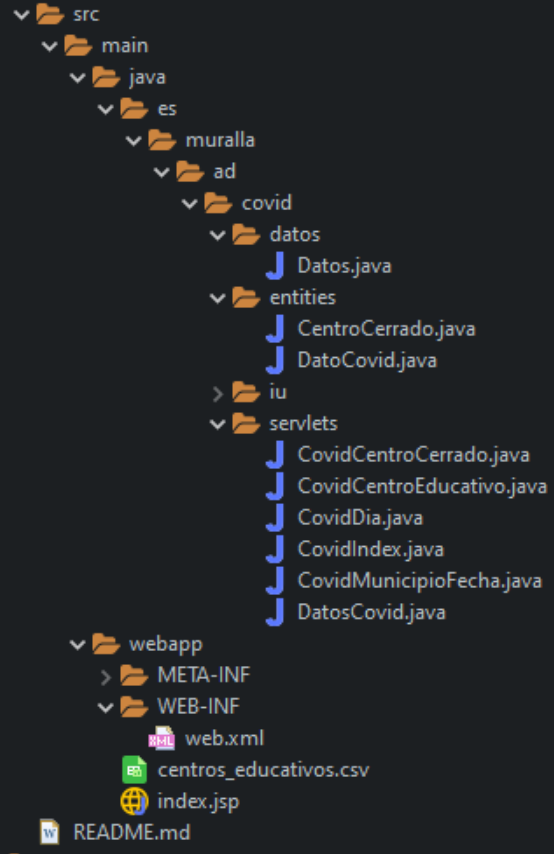 src
main
java
es
muralla
ad
covid
datos
Datos.java
entities
CentroCerrado.java
DatoCovid.java
iu
servlets
CovidCentroCerrado.java
CovidCentroEducativo.java
CovidDia.java
CovidIndex.java
CovidMunicipioFecha.java
DatosCovid.java
webapp
META-INF
WEB-INF
XML web.xml
centros_educativos.csv
index.jsp
W README.md